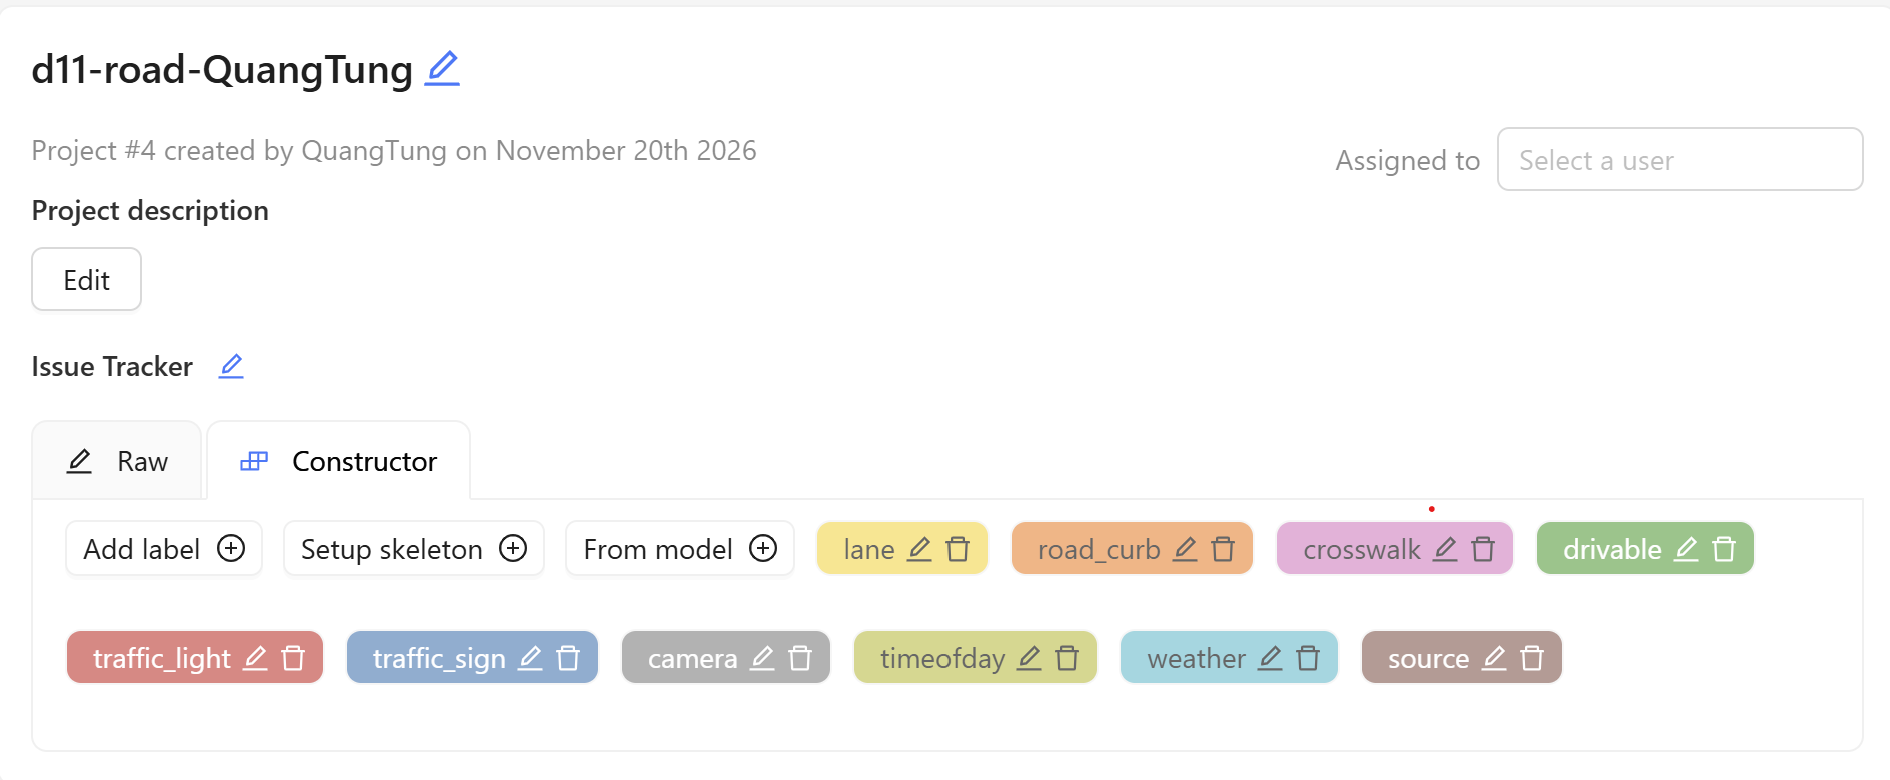 d11-road-QuangTung
Project #4 created by QuangTung on November 20th 2026
Assigned to Select a user
Project description
Edit
Issue Tracker
Raw Constructor
Add label Setup skeleton From model lane road_curb crosswalk drivable
traffic_light traffic_sign camera timeofday weather source